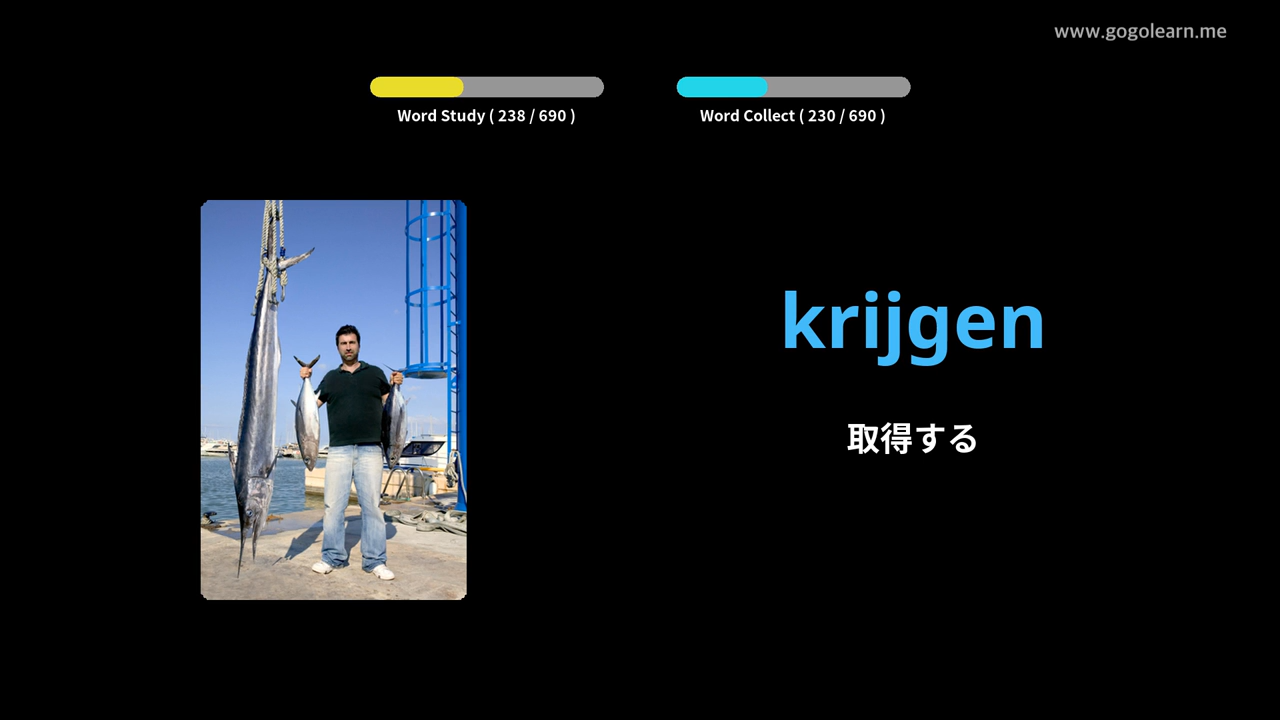 www.gogolearn.me
Word Study ( 238 / 690 )
Word Collect ( 230 / 690 )
krijgen
取得する